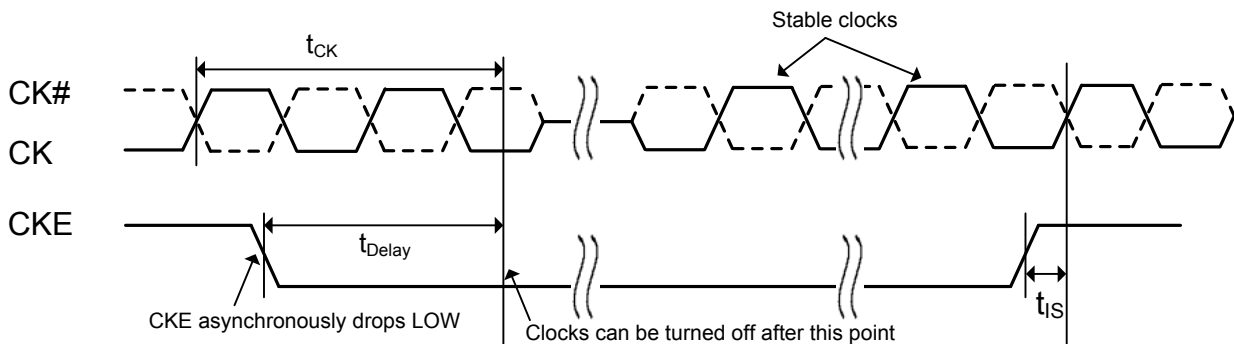 Stable clocks
tCK
CK#
CK
CKE
tDelay
tIS
CKE asynchronously drops LOW
Clocks can be turned off after this point